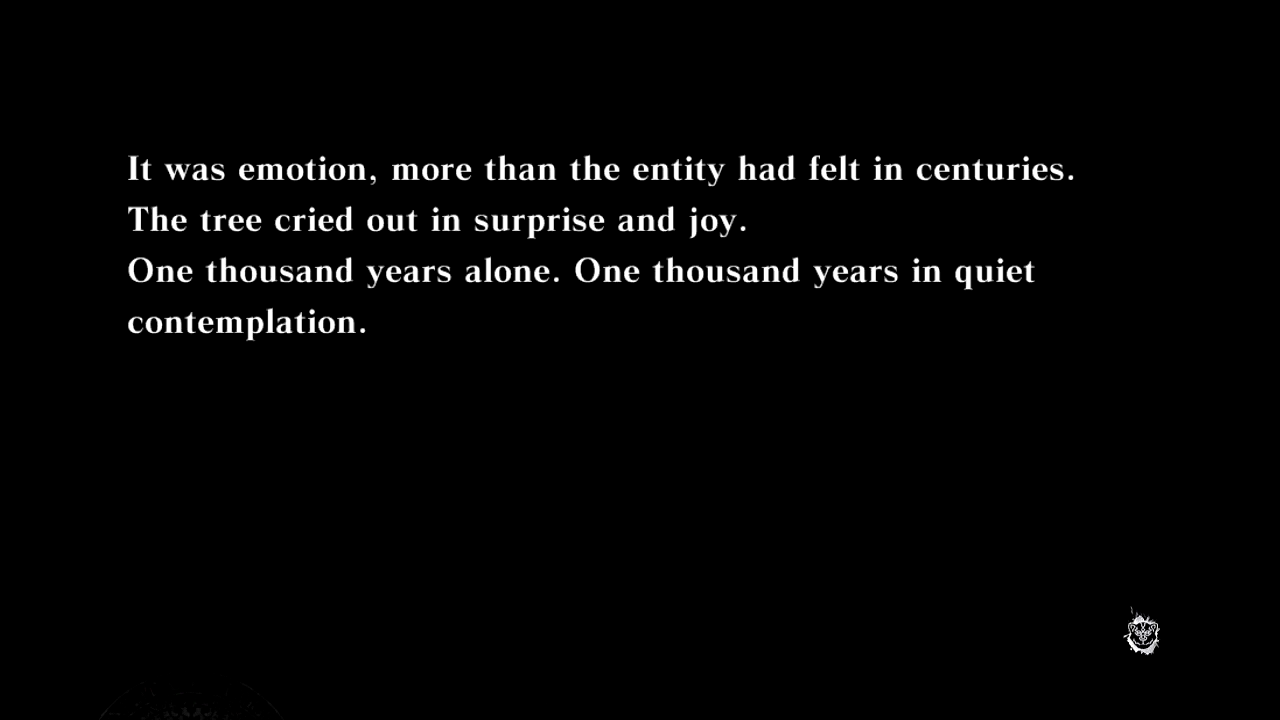 It was emotion, more than the entity had felt in centuries.
The tree cried out in surprise and joy.
One thousand years alone. One thousand years in quiet
contemplation.